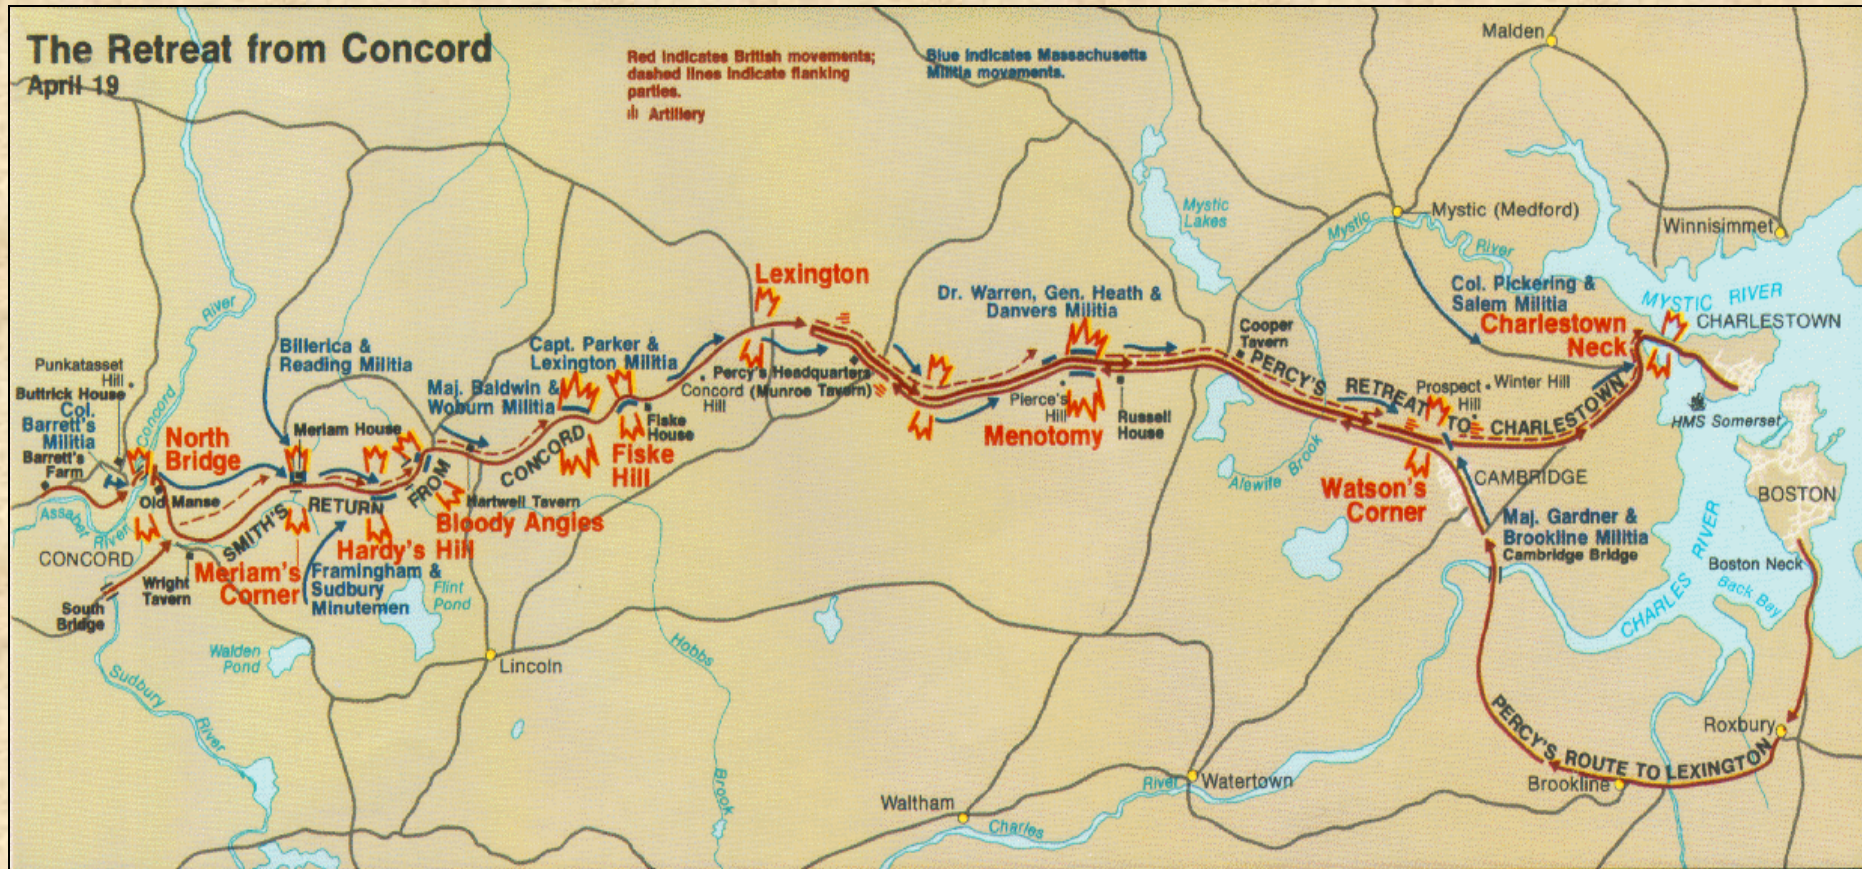 The Retreat from Concord
April 19
Red indicates British movements;
dashed lines indicate flanking
parties.
Artillery
Blue indicates Massachusetts
Militia movements.
Malden
Mystic
Lakes
Mystic
River
Mystic (Medford)
Winnisimmet
Col. Pickering &
Salem Militia
MYSTIC RIVER
CHARLESTOWN
Charlestown
Neck
Lexington
Dr. Warren, Gen. Heath &
Danvers Militia
Cooper
Tavern
River
Billerica &
Reading Militia
Capt. Parker &
Lexington Militia
Punkatasset
Hill
Buttrick House
Col.
Barrett's
Militia
Barrett's
Farm
Concord
Maj. Baldwin &
Woburn Militia
Percy's Headquarters
(Munroe Tavern)
Concord
Hill
Pierce's
Hill
Menotomy
Russell
House
PERCY'S RETREAT TO CHARLESTOWN
Prospect
Hill
Winter Hill
HMS Somerset
North
Bridge
Meriam House
Fiske
House
Fiske
Hill
Old Manse
SMITH'S RETURN FROM CONCORD
Hartwell Tavern
Bloody Angles
Hardy's Hill
Alewife Brook
Watson's
Corner
CAMBRIDGE
BOSTON
Assabet
River
CONCORD
Wright
Tavern
Meriam's
Corner
Framingham &
Sudbury
Minutemen
Flint
Pond
Maj. Gardner &
Brookline Militia
Cambridge Bridge
Boston Neck
Back Bay
CHARLES RIVER
South
Bridge
Walden
Pond
Lincoln
Hobbs
Brook
Sudbury
River
Roxbury
PERCY'S ROUTE TO LEXINGTON
Brookline
Waltham
Charles
River
Watertown